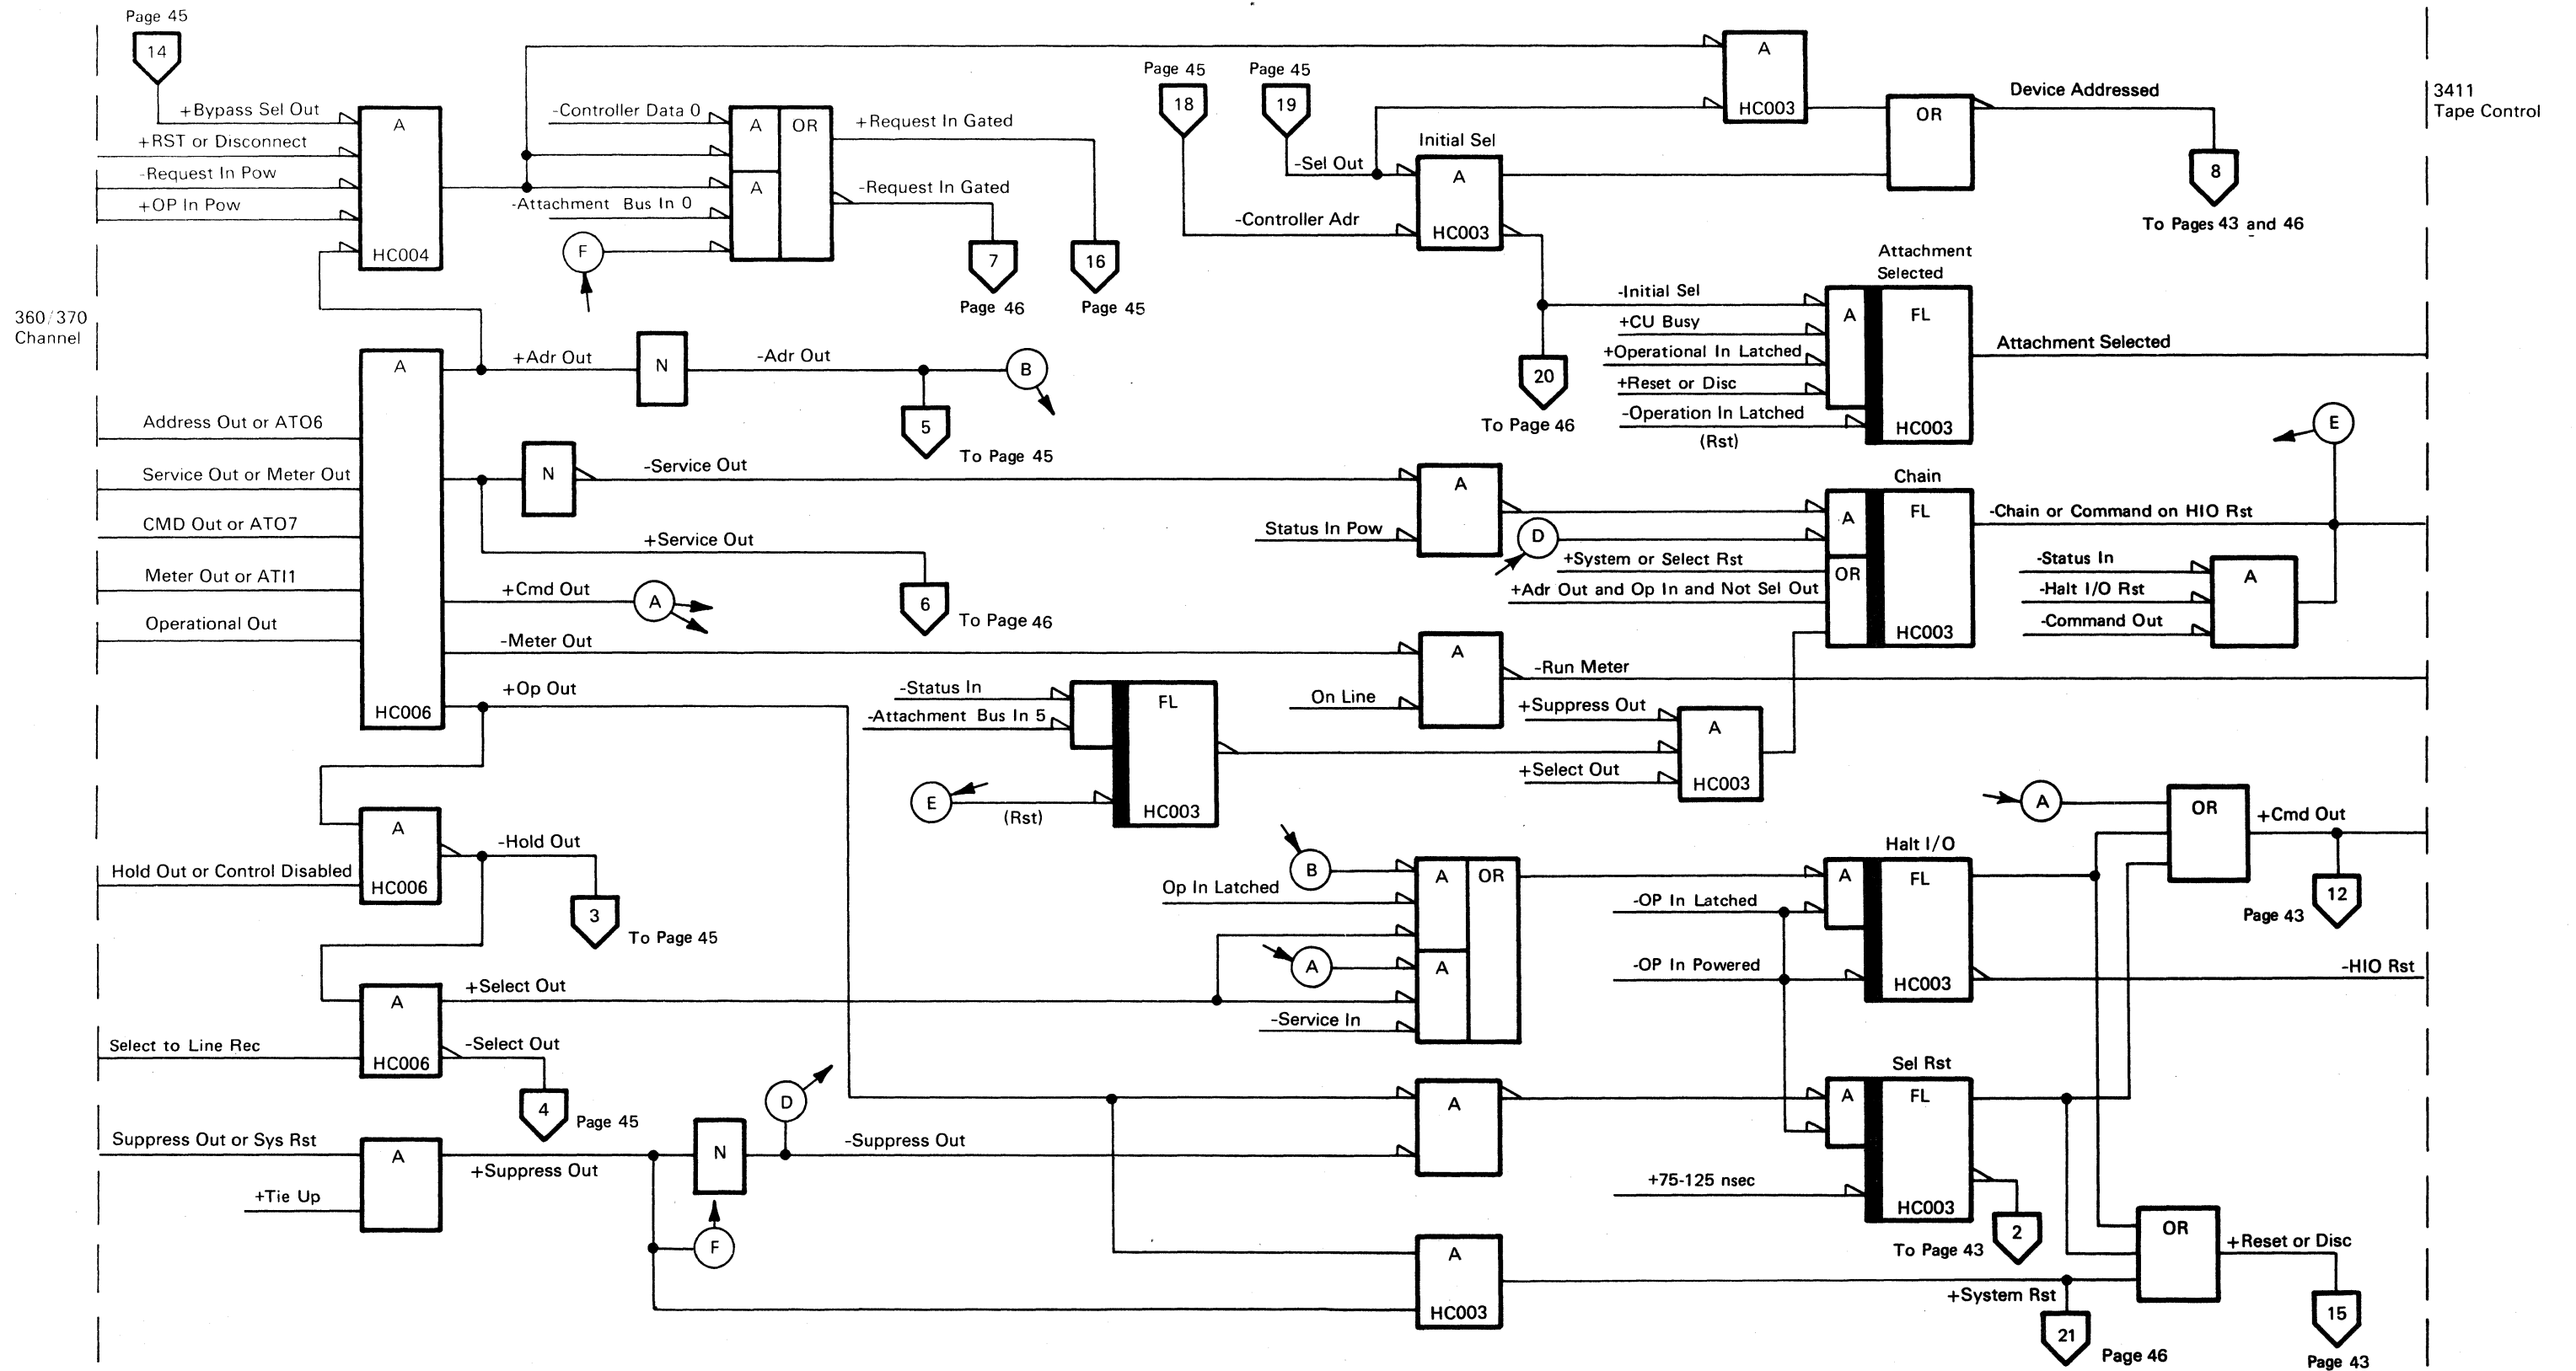 Page 45
14
+Bypass Sel Out
+RST or Disconnect
-Request In Pow
+OP In Pow
A
HC004
-Controller Data 0
A
OR
A
-Attachment Bus In 0
F
+Request In Gated
-Request In Gated
7
Page 46
16
Page 45
Page 45
18
Page 45
19
-Sel Out
-Controller Adr
Initial Sel
A
HC003
A
HC003
OR
Device Addressed
8
To Pages 43 and 46
3411
Tape Control
360/370
Channel
Attachment
Selected
-Initial Sel
+CU Busy
+Operational In Latched
+Reset or Disc
-Operation In Latched
(Rst)
A
FL
HC003
Attachment Selected
20
To Page 46
A
HC006
+Adr Out
N
-Adr Out
B
5
To Page 45
Address Out or ATO6
Service Out or Meter Out
CMD Out or ATO7
Meter Out or ATI1
Operational Out
N
-Service Out
+Service Out
6
To Page 46
+Cmd Out
A
-Meter Out
+Op Out
Status In Pow
A
D
+System or Select Rst
+Adr Out and Op In and Not Sel Out
Chain
A
OR
FL
HC003
-Chain or Command on HIO Rst
E
-Status In
-Halt I/O Rst
-Command Out
A
On Line
A
-Run Meter
-Status In
-Attachment Bus In 5
FL
HC003
E
(Rst)
+Suppress Out
+Select Out
A
HC003
A
HC006
-Hold Out
Hold Out or Control Disabled
3
To Page 45
B
Op In Latched
A
A
OR
A
-Service In
Halt I/O
-OP In Latched
-OP In Powered
A
FL
HC003
A
OR
+Cmd Out
12
Page 43
-HIO Rst
A
HC006
+Select Out
Select to Line Rec
-Select Out
4
Page 45
Suppress Out or Sys Rst
+Tie Up
A
+Suppress Out
N
D
F
-Suppress Out
A
Sel Rst
A
FL
HC003
+75-125 nsec
2
To Page 43
A
HC003
+System Rst
21
Page 46
OR
+Reset or Disc
15
Page 43